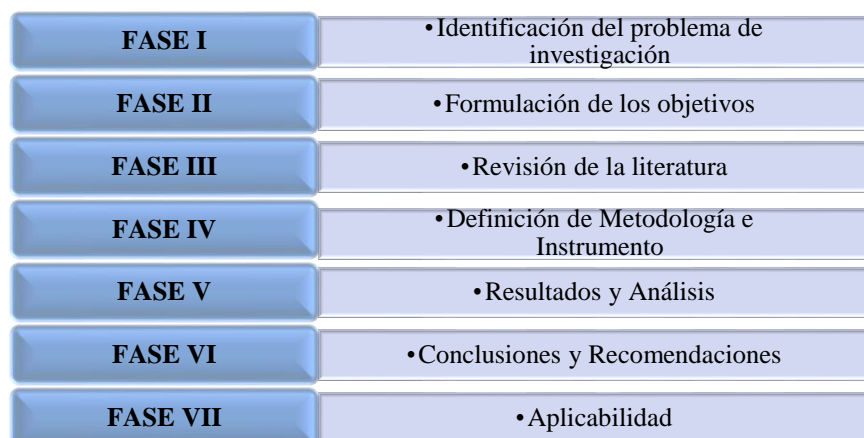 FASE I
•Identificación del problema de
investigación
FASE II
•Formulación de los objetivos
FASE III
•Revisión de la literatura
FASE IV
•Definición de Metodología e
Instrumento
FASE V
•Resultados y Análisis
FASE VI
•Conclusiones y Recomendaciones
FASE VII
•Aplicabilidad